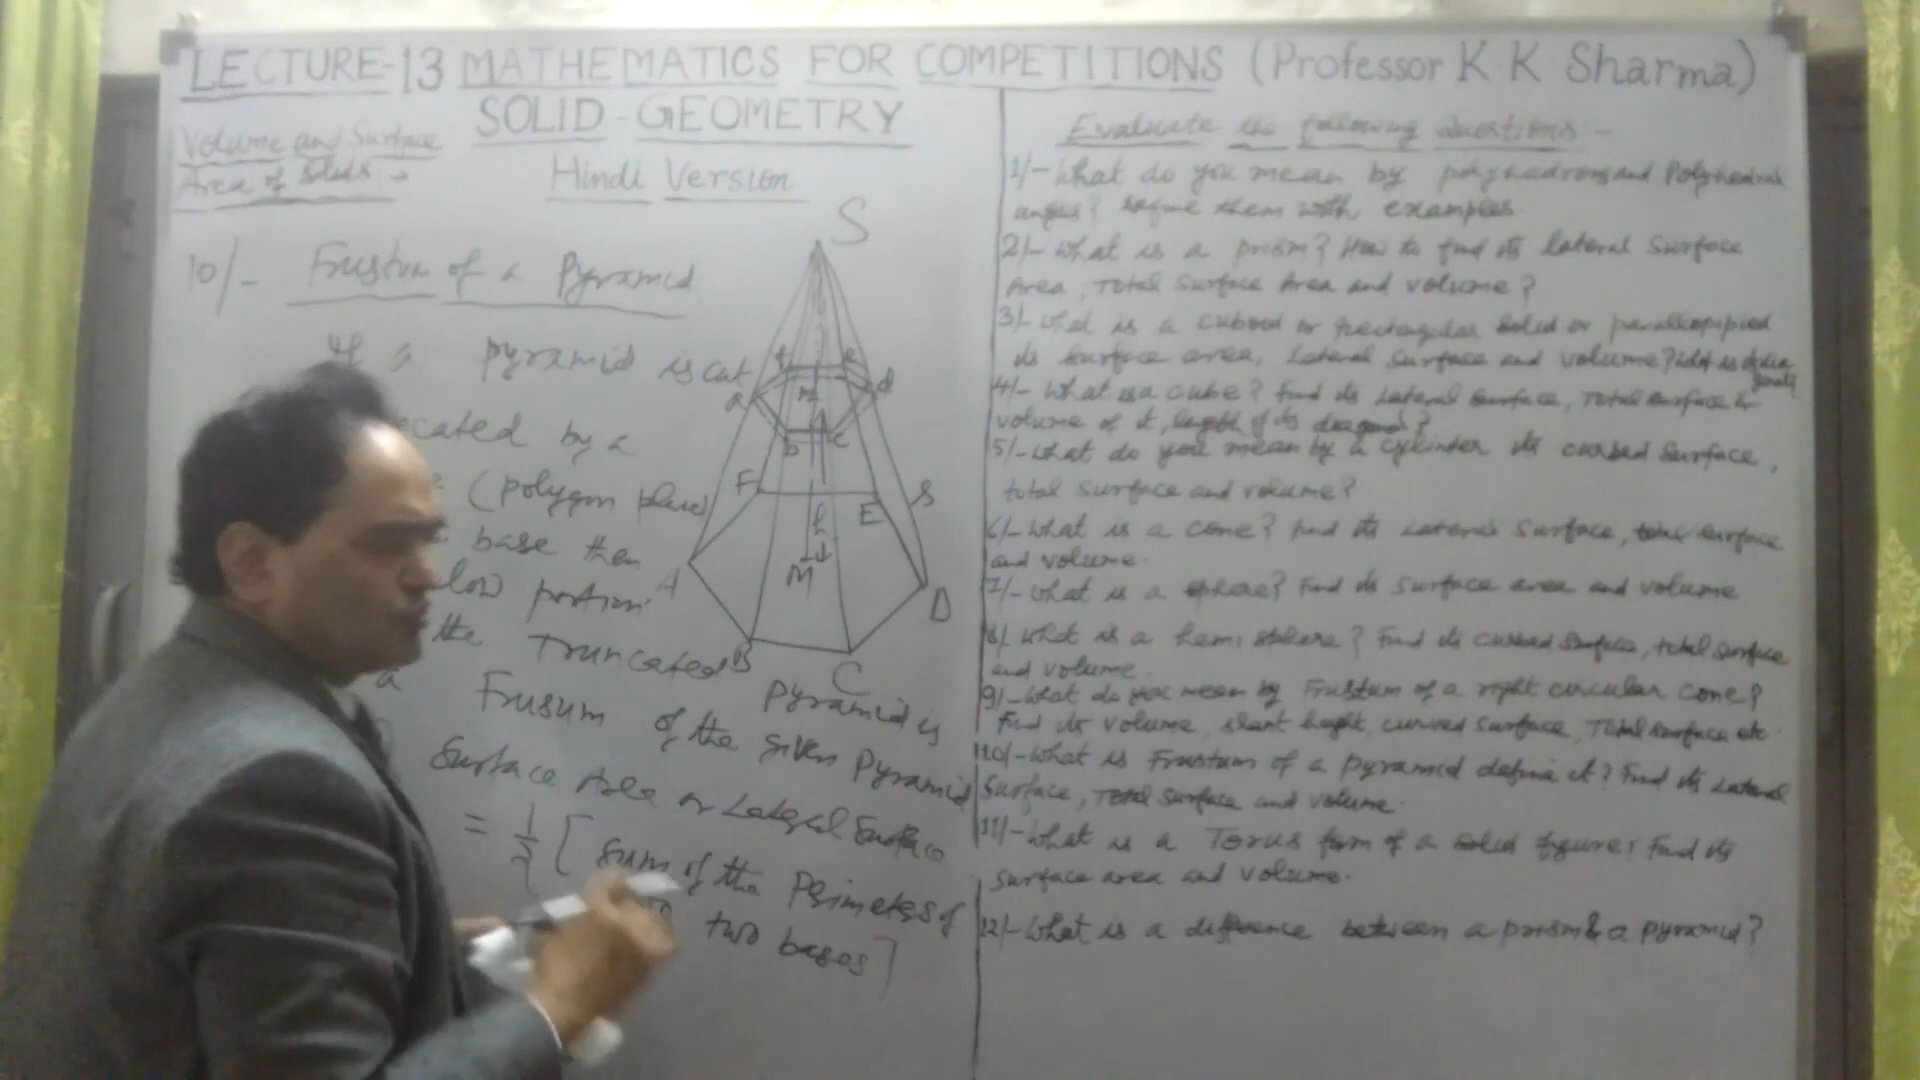 LECTURE-13 MATHEMATICS FOR COMPETITIONS (Professor K K Sharma)
SOLID-GEOMETRY
Volume and Surface
Area of Solids →
Hindi Version
10/- Frustum of a Pyramid
If a pyramid is cut
by a
(polygon
base then
low portion
the Truncated
pyramid is
a Frusum of the given Pyramid
Surface Area or Lateral Surface
= 1/2 [ sum of the Perimeters of
two bases]
S
f e
a m d
b c
F E s
h
M
A D
B C
Evaluate the following questions -
1/- What do you mean by polyhedrons and Polyhedral
angles? Define them with examples.
2/- What is a prism? How to find its lateral Surface
Area, Total Surface Area and volume?
3/- What is a cuboid or rectangular solid or parallopipied
its surface area, Lateral surface and volume? What is
4/- What is a cube? Find its Lateral Surface, Total Surface &
volume of it, length of its diagonal?
5/- What do you mean by a cylinder its curved surface,
total surface and volume?
6/- What is a cone? Find its Lateral Surface, total surface
and volume.
7/- What is a sphere? Find its surface area and volume
8/- What is a hemi sphere? Find its curved surface, total surface
and volume.
9/- What do you mean by Frustum of a right circular cone?
Find its volume, slant height, curved surface, Total surface etc.
10/- What is Frustum of a pyramid define it? Find its Lateral
Surface, Total surface and volume.
11/- What is a Torus form of a solid figure? Find its
surface area and volume.
12/- What is a difference between a prism & a pyramid?